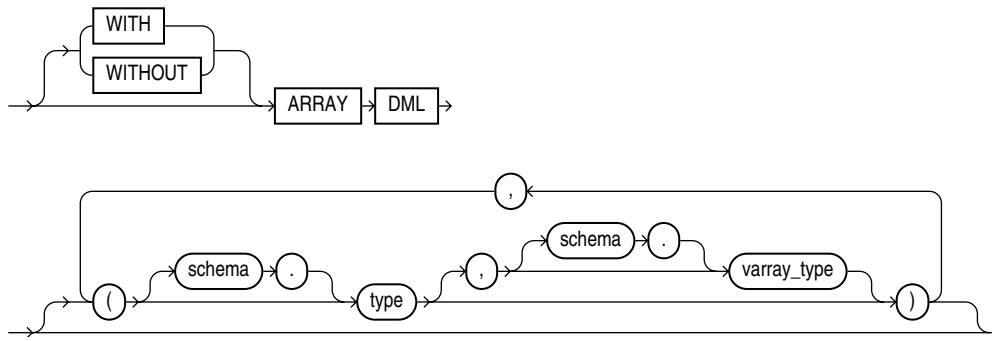 WITH
WITHOUT
ARRAY DML
,
schema .
schema . , varray_type
( type )